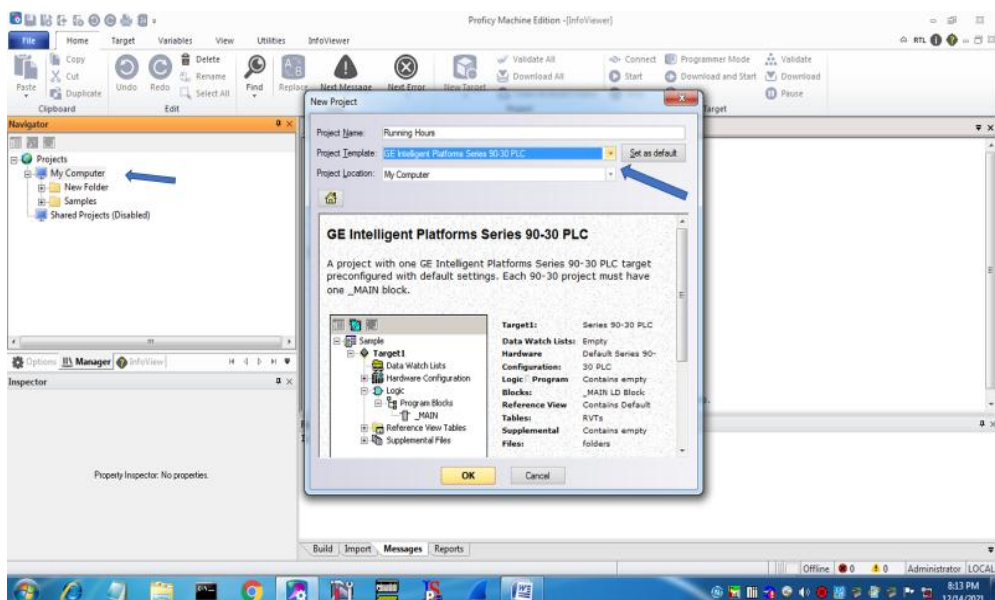 Proficy Machine Edition -[InfoViewer]
File Home Target Variables View Utilities InfoViewer
RTL
Paste
Copy
Cut
Duplicate
Clipboard
Undo
Redo
Delete
Rename
Select All
Edit
Find
Replace
Next Message
Next Error
New Target
Validate All
Download All
Connect
Start
Programmer Mode
Download and Start
Validate
Download
Pause
Target
Navigator
Projects
My Computer
New Folder
Samples
Shared Projects (Disabled)
Options Manager InfoView
Inspector
Property Inspector: No properties.
New Project
Project Name: Running Hours
Project Template: GE Intelligent Platforms Series 90-30 PLC Set as default
Project Location: My Computer
GE Intelligent Platforms Series 90-30 PLC
A project with one GE Intelligent Platforms Series 90-30 PLC target
preconfigured with default settings. Each 90-30 project must have
one _MAIN block.
Sample
Target1
Data Watch Lists
Hardware Configuration
Logic
Program Blocks
_MAIN
Reference View Tables
Supplemental Files
Target1: Series 90-30 PLC
Data Watch Lists: Empty
Hardware Default Series 90-
Configuration: 30 PLC
Logic Program Contains empty
Blocks: _MAIN LD Block
Reference View Contains Default
Tables: RVTs
Supplemental Contains empty
Files: folders
OK Cancel
Build Import Messages Reports
Offline 0 0 Administrator LOCAL
8:13 PM
12/14/2021